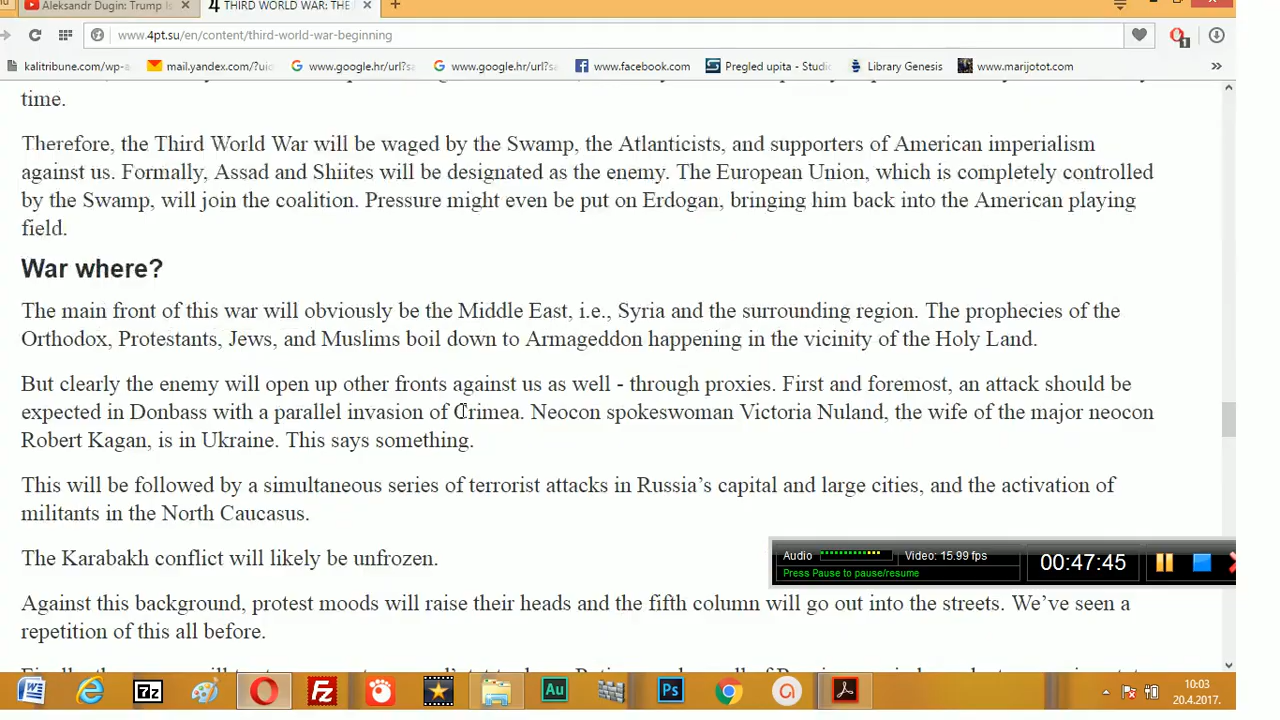 Aleksandr Dugin: Trump
THIRD WORLD WAR: THE
www.4pt.su/en/content/third-world-war-beginning
1
kalitribune.com/wp-a
mail.yandex.com/?uid
www.google.hr/url?sa
www.google.hr/url?sa
www.facebook.com
Pregled upita - Studio
Library Genesis
www.marijotot.com
»
time.
Therefore, the Third World War will be waged by the Swamp, the Atlanticists, and supporters of American imperialism
against us. Formally, Assad and Shiites will be designated as the enemy. The European Union, which is completely controlled
by the Swamp, will join the coalition. Pressure might even be put on Erdogan, bringing him back into the American playing
field.
War where?
The main front of this war will obviously be the Middle East, i.e., Syria and the surrounding region. The prophecies of the
Orthodox, Protestants, Jews, and Muslims boil down to Armageddon happening in the vicinity of the Holy Land.
But clearly the enemy will open up other fronts against us as well - through proxies. First and foremost, an attack should be
expected in Donbass with a parallel invasion of Crimea. Neocon spokeswoman Victoria Nuland, the wife of the major neocon
Robert Kagan, is in Ukraine. This says something.
This will be followed by a simultaneous series of terrorist attacks in Russia's capital and large cities, and the activation of
militants in the North Caucasus.
The Karabakh conflict will likely be unfrozen.
Audio
Video: 15.99 fps
Press Pause to pause/resume
00:47:45
Against this background, protest moods will raise their heads and the fifth column will go out into the streets. We've seen a
repetition of this all before.
7z
Au
Ps
10:03
20.4.2017.